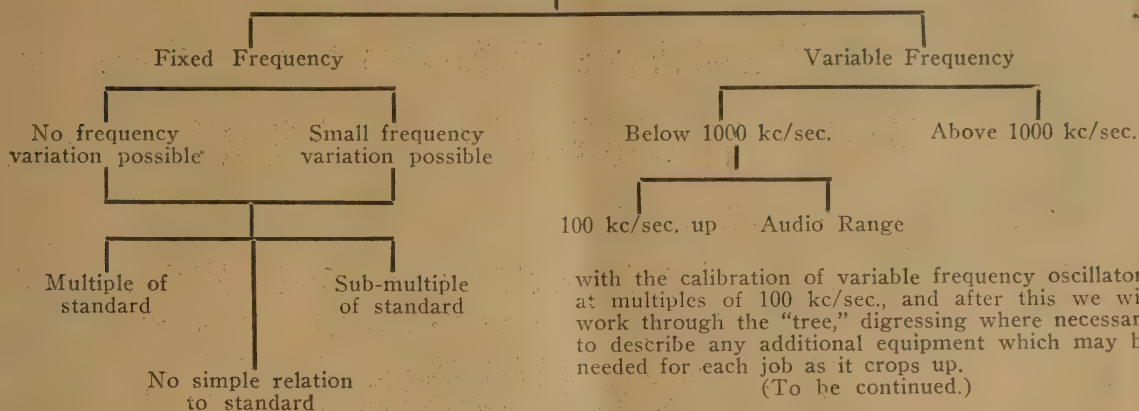 Fixed Frequency
Variable Frequency
No frequency
variation possible
Small frequency
variation possible
Below 1000 kc/sec.
Above 1000 kc/sec.
100 kc/sec. up
Audio Range
Multiple of
standard
Sub-multiple
of standard
No simple relation
to standard
with the calibration of variable frequency oscillator
at multiples of 100 kc/sec., and after this we
work through the "tree," digressing where
to describe any additional equipment which may
needed for each job as it crops up.
(To be continued.)